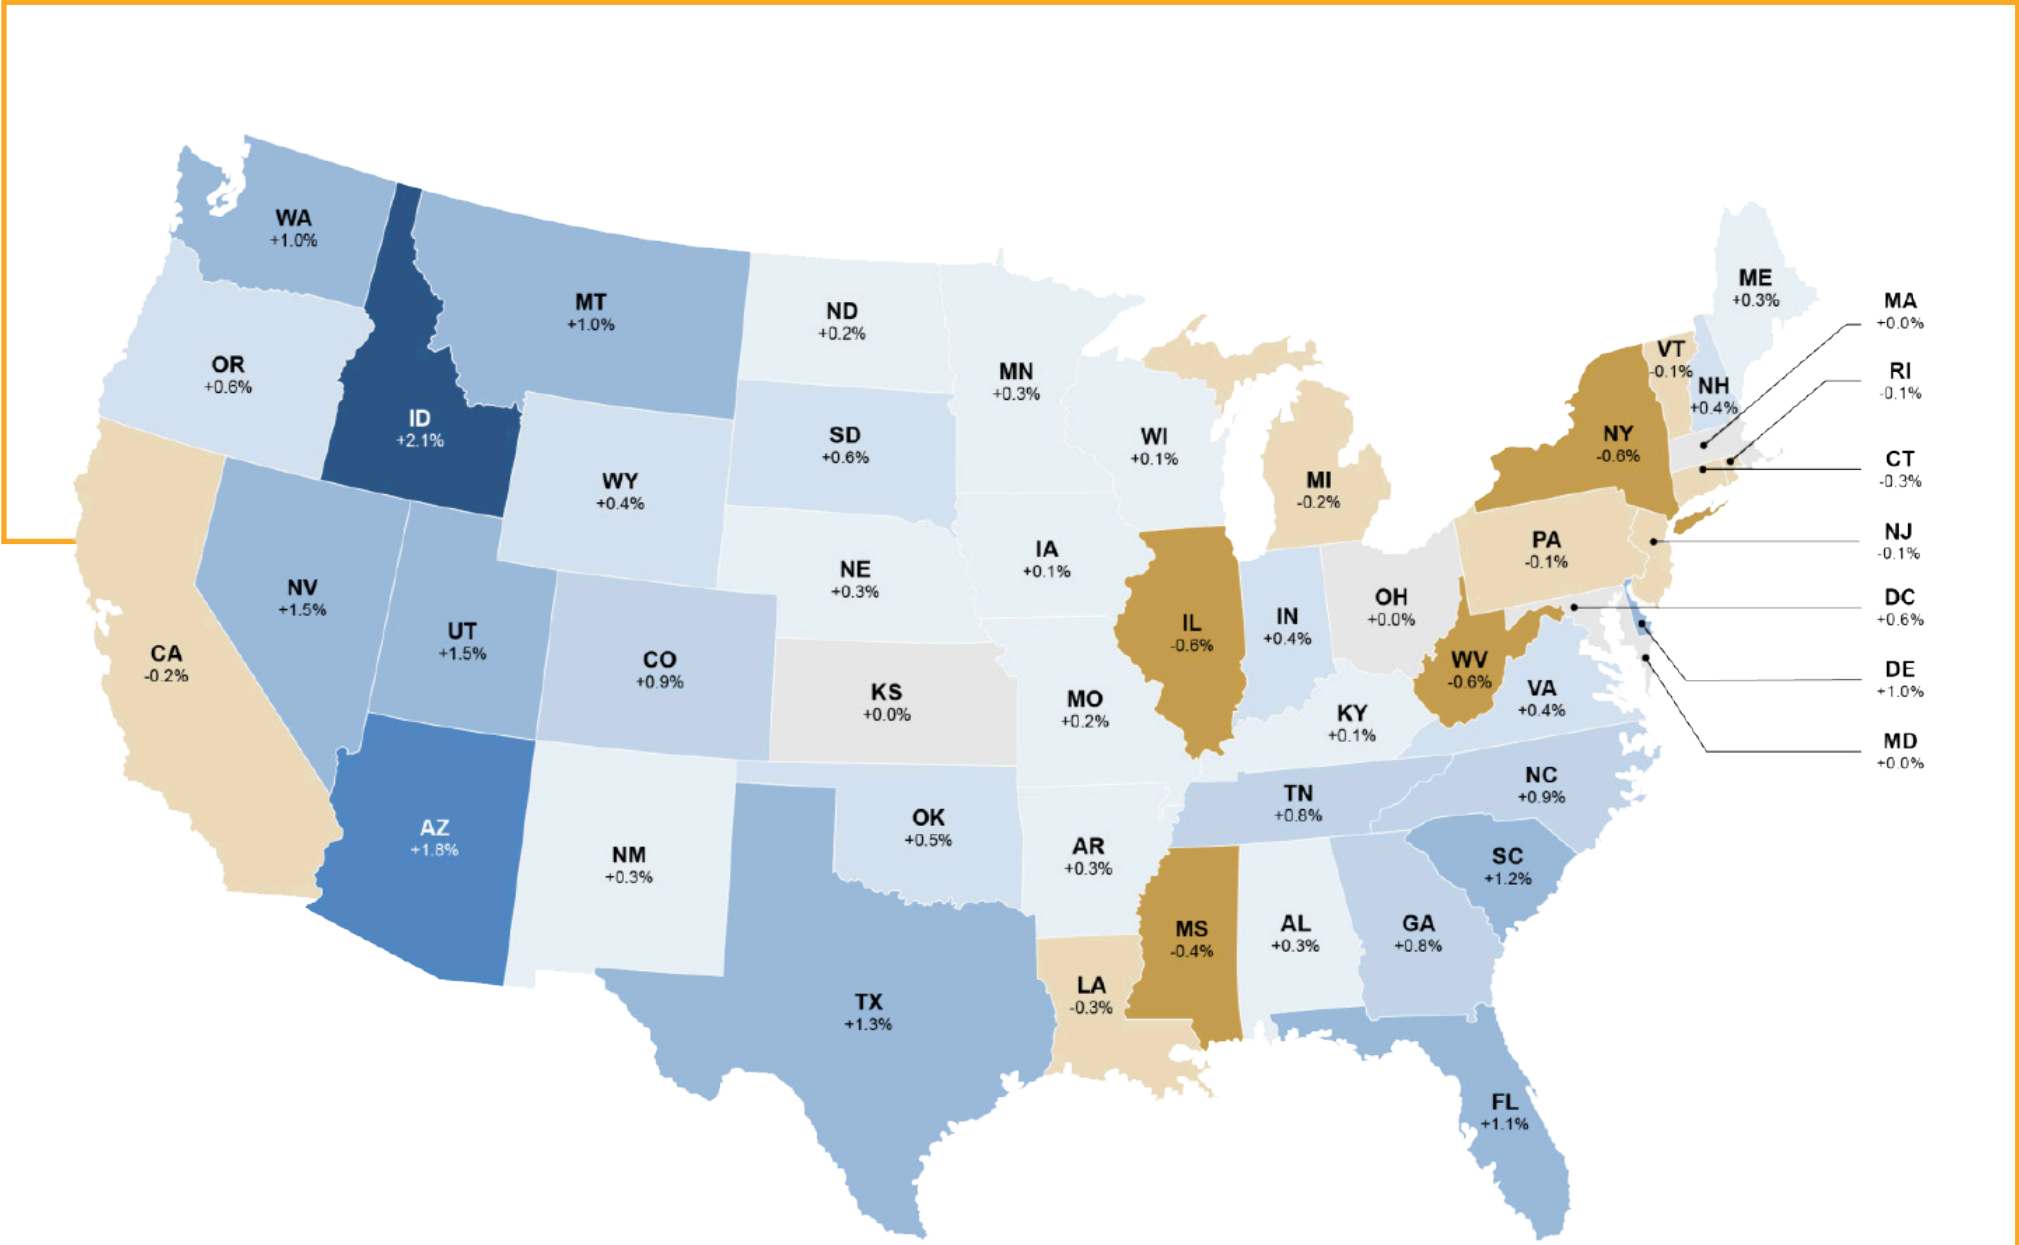 WA
+1.0%
MT
+1.0%
ND
+0.2%
OR
+0.6%
ID
+2.1%
MN
+0.3%
SD
+0.6%
WY
+0.4%
WI
+0.1%
MI
-0.2%
NY
-0.6%
VT
-0.1%
NH
+0.4%
ME
+0.3%
MA
+0.0%
RI
-0.1%
CT
-0.3%
NJ
-0.1%
DC
+0.6%
DE
+1.0%
MD
+0.0%
NV
+1.5%
UT
+1.5%
CA
-0.2%
CO
+0.9%
NE
+0.3%
IA
+0.1%
KS
+0.0%
MO
+0.2%
IL
-0.6%
IN
+0.4%
OH
+0.0%
PA
-0.1%
WV
-0.6%
VA
+0.4%
KY
+0.1%
AZ
+1.8%
NM
+0.3%
OK
+0.5%
AR
+0.3%
TN
+0.8%
NC
+0.9%
SC
+1.2%
MS
-0.4%
AL
+0.3%
GA
+0.8%
LA
-0.3%
TX
+1.3%
FL
+1.1%